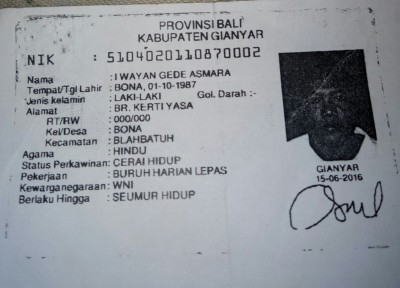 PROVINSI BALI
KABUPATEN GIANYAR
NIK : 5104020110870002
Nama : I WAYAN GEDE ASMARA
Tempat/Tgl Lahir : BONA, 01-10-1987
Jenis kelamin : LAKI-LAKI Gol. Darah :-
Alamat : BR. KERTI YASA
RT/RW : 000/000
Kel/Desa : BONA
Kecamatan : BLAHBATUH
Agama : HINDU
Status Perkawinan: CERAI HIDUP
Pekerjaan : BURUH HARIAN LEPAS
Kewarganegaraan: WNI
Berlaku Hingga : SEUMUR HIDUP
GIANYAR
15-06-2016